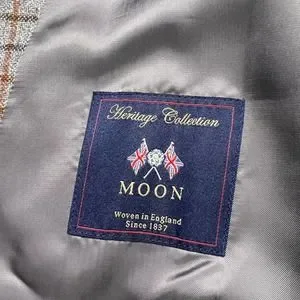 Heritage Collection
MOON
Woven in England
Since 1837